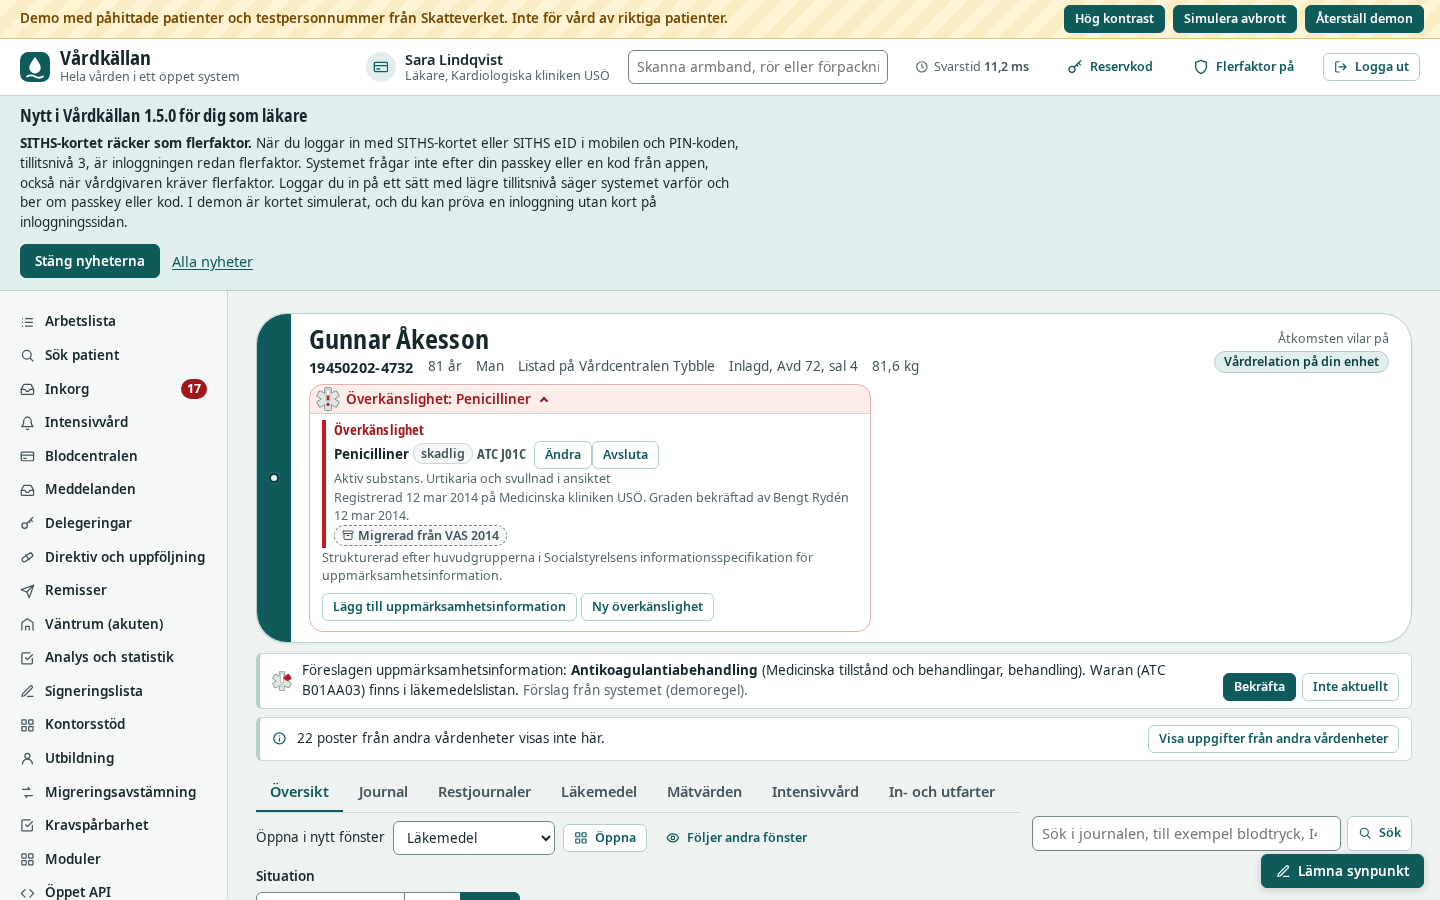 Demo med påhittade patienter och testpersonnummer från Skatteverket. Inte för vård av riktiga patienter.
Hög kontrast
Simulera avbrott
Återställ demon
Vårdkällan
Hela vården i ett öppet system
Sara Lindqvist
Läkare, Kardiologiska kliniken USÖ
Skanna armband, rör eller förpackni
Svarstid 11,2 ms
Reservkod
Flerfaktor på
Logga ut
Nytt i Vårdkällan 1.5.0 för dig som läkare
SITHS-kortet räcker som flerfaktor. När du loggar in med SITHS-kortet eller SITHS eID i mobilen och PIN-koden,
tillitsnivå 3, är inloggningen redan flerfaktor. Systemet frågar inte efter din passkey eller en kod från appen,
också när vårdgivaren kräver flerfaktor. Loggar du in på ett sätt med lägre tillitsnivå säger systemet varför och
ber om passkey eller kod. I demon är kortet simulerat, och du kan pröva en inloggning utan kort på
inloggningssidan.
Stäng nyheterna
Alla nyheter
Arbetslista
Sök patient
Inkorg
17
Intensivvård
Blodcentralen
Meddelanden
Delegeringar
Direktiv och uppföljning
Remisser
Väntrum (akuten)
Analys och statistik
Signeringslista
Kontorsstöd
Utbildning
Migreringsavstämning
Kravspårbarhet
Moduler
Öppet API
Gunnar Åkesson
19450202-4732
81 år
Man
Listad på Vårdcentralen Tybble
Inlagd, Avd 72, sal 4
81,6 kg
Åtkomsten vilar på
Vårdrelation på din enhet
Överkänslighet: Penicilliner
Överkänslighet
Penicilliner
skadlig
ATC J01C
Ändra
Avsluta
Aktiv substans. Urtikaria och svullnad i ansiktet
Registrerad 12 mar 2014 på Medicinska kliniken USÖ. Graden bekräftad av Bengt Rydén
12 mar 2014.
Migrerad från VAS 2014
Strukturerad efter huvudgrupperna i Socialstyrelsens informationsspecifikation för
uppmärksamhetsinformation.
Lägg till uppmärksamhetsinformation
Ny överkänslighet
Föreslagen uppmärksamhetsinformation: Antikoagulantiabehandling (Medicinska tillstånd och behandlingar, behandling). Waran (ATC
B01AA03) finns i läkemedelslistan. Förslag från systemet (demoregel).
Bekräfta
Inte aktuellt
22 poster från andra vårdenheter visas inte här.
Visa uppgifter från andra vårdenheter
Översikt
Journal
Restjournaler
Läkemedel
Mätvärden
Intensivvård
In- och utfarter
Öppna i nytt fönster
Läkemedel
Öppna
Följer andra fönster
Sök i journalen, till exempel blodtryck, I
Sök
Lämna synpunkt
Situation